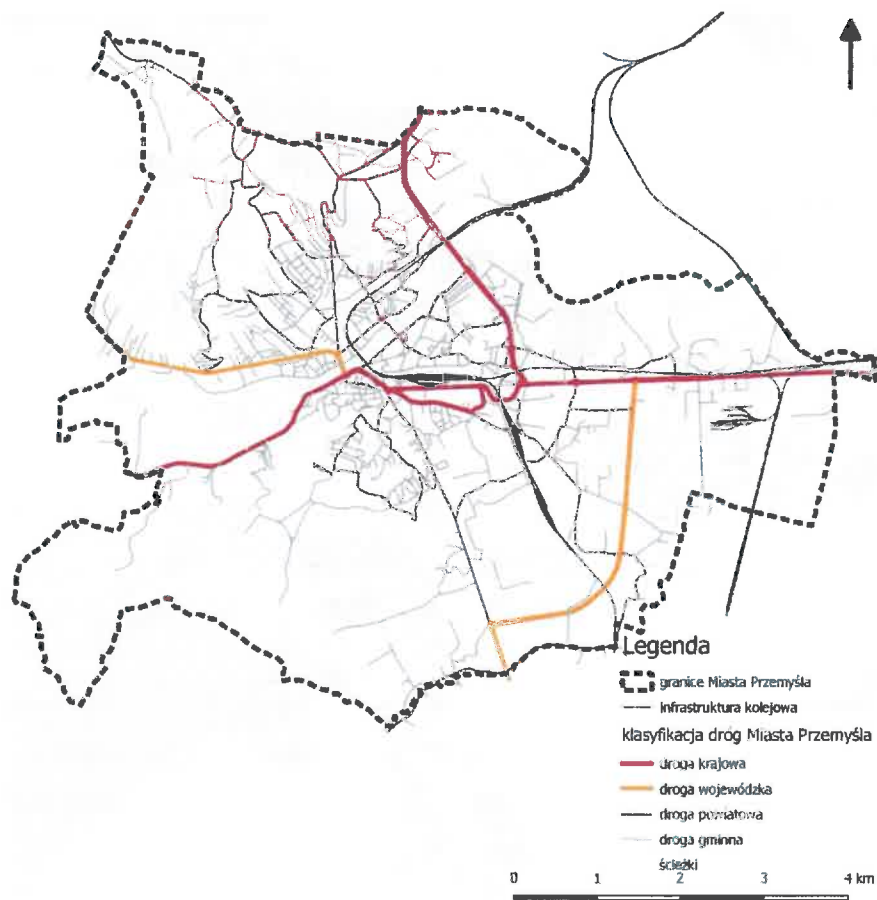 Legenda
granice Miasta Przemyśla
infrastruktura kolejowa
klasyfikacja dróg Miasta Przemyśla
droga krajowa
droga wojewódzka
droga powiatowa
droga gminna
ścieżki
0 1 2 3 4 km